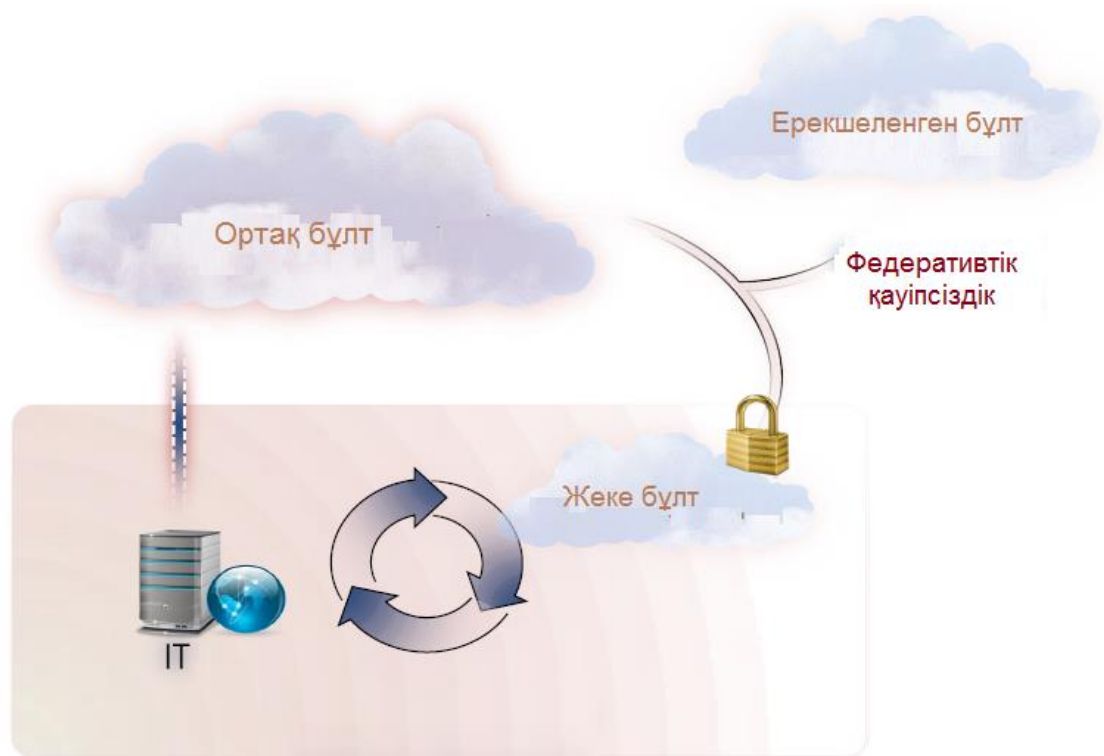 Ерекшеленген бұлт
Ортақ бұлт
Федеративтік
қауіпсіздік
Жеке бұлт
IT